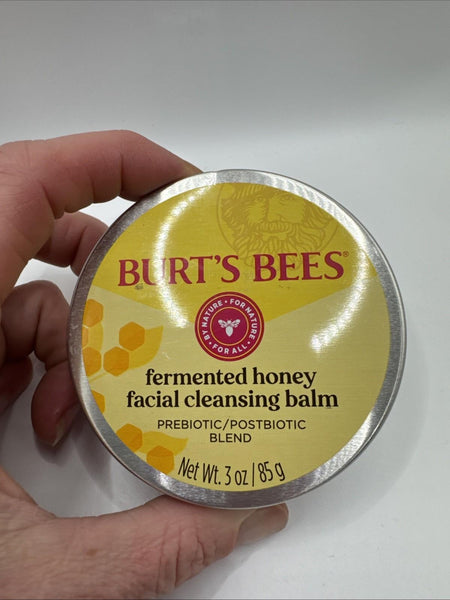 BURT'S BEES®
BY NATURE • FOR NATURE • FOR ALL •
fermented honey
facial cleansing balm
PREBIOTIC/POSTBIOTIC
BLEND
Net Wt. 3 oz / 85 g